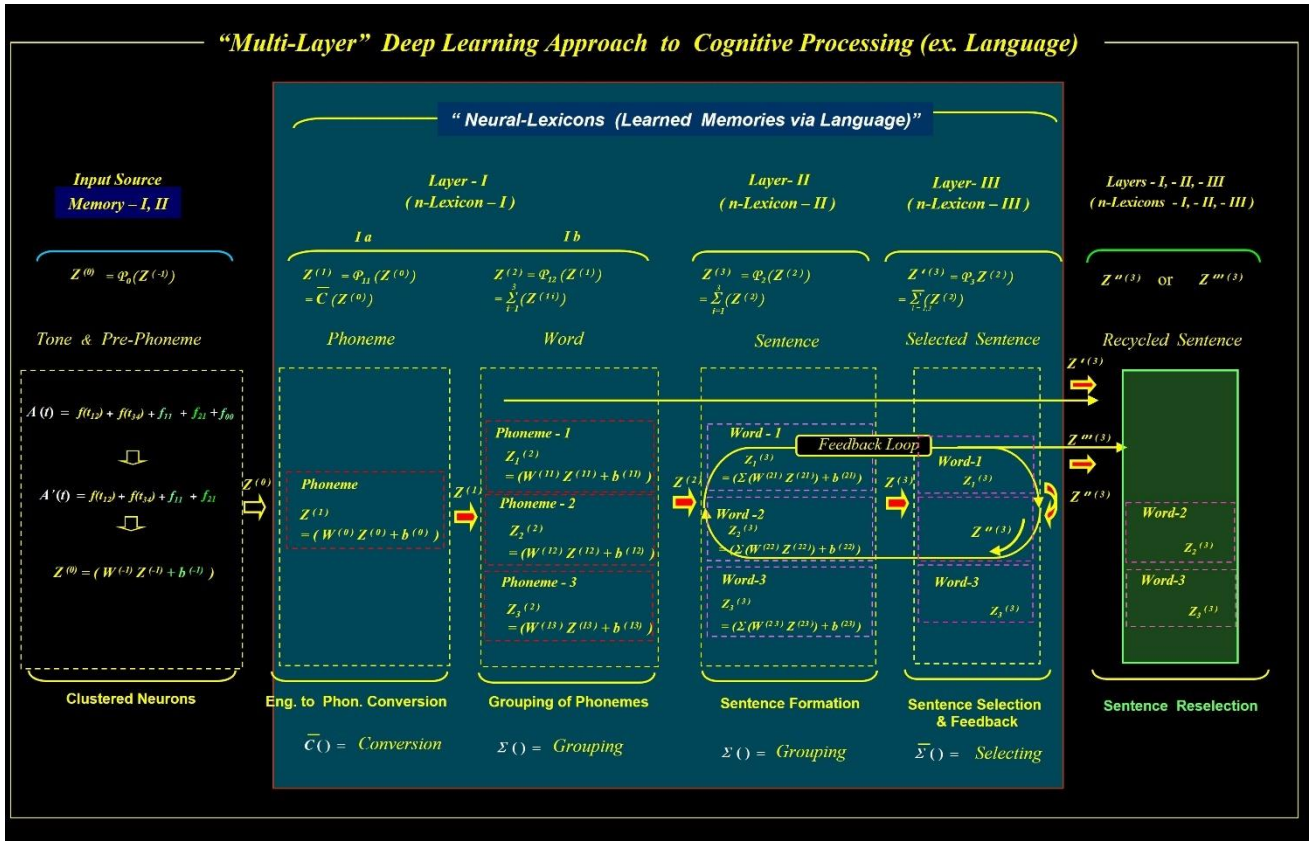 “Multi-Layer” Deep Learning Approach to Cognitive Processing (ex. Language)
“ Neural-Lexicons (Learned Memories via Language)”
Input Source
Memory – I, II
Layer - I
( n-Lexicon – I )
Layer- II
( n-Lexicon – II )
Layer- III
( n-Lexicon – III )
Layers - I, - II, - III
( n-Lexicons - I, - II, - III )
I a
I b
Z⁽⁰⁾ = φ₀(Z⁽⁻¹⁾)
Z⁽¹⁾ = φ₁₁(Z⁽⁰⁾)
= C̅ (Z⁽⁰⁾)
Z⁽²⁾ = φ₁₂(Z⁽¹⁾)
= Σ³ᵢ₌₁(Z⁽¹ⁱ⁾)
Z⁽³⁾ = φ₂(Z⁽²⁾)
= Σ³ᵢ₌₁(Z⁽²⁾)
Z'⁽³⁾ = φ₃Z⁽²⁾)
(Z⁽²⁾)
Z''⁽³⁾ or Z'''⁽³⁾
Tone & Pre-Phoneme
Phoneme
Word
Sentence
Selected Sentence
Recycled Sentence
A(t) = f(t₁₂) + f(t₃₄) + f₁₁ + f₂₁ + f₀₀
A'(t) = f(t₁₂) + f(t₃₄) + f₁₁ + f₂₁
Z⁽⁰⁾ = ( W⁽⁻¹⁾ Z⁽⁻¹⁾ + b⁽⁻¹⁾ )
Z⁽⁰⁾
Phoneme
Z⁽¹⁾
= ( W⁽⁰⁾ Z⁽⁰⁾ + b⁽⁰⁾ )
Z⁽¹⁾
Phoneme - 1
Z₁⁽²⁾
= (W⁽¹¹⁾ Z⁽¹¹⁾ + b⁽¹¹⁾)
Phoneme - 2
Z₂⁽²⁾
= (W⁽¹²⁾ Z⁽¹²⁾ + b⁽¹²⁾)
Phoneme - 3
Z₃⁽²⁾
= (W⁽¹³⁾ Z⁽¹³⁾ + b⁽¹³⁾)
Z⁽²⁾
Word - 1
Z₁⁽³⁾
= (Σ (W⁽²¹⁾ Z⁽²¹⁾) + b⁽²¹⁾)
Word -2
Z₂⁽³⁾
= (Σ (W⁽²²⁾ Z⁽²²⁾) + b⁽²²⁾)
Word-3
Z₃⁽³⁾
= (Σ (W⁽²³⁾ Z⁽²³⁾) + b⁽²³⁾)
Feedback Loop
Z⁽³⁾
Word-1
Z₁⁽³⁾
Z''⁽³⁾
Word-3
Z₃⁽³⁾
Z'⁽³⁾
Z'''⁽³⁾
Z''⁽³⁾
Word-2
Z₂⁽³⁾
Word-3
Z₃⁽³⁾
Clustered Neurons
Eng. to Phon. Conversion
Grouping of Phonemes
Sentence Formation
Sentence Selection
& Feedback
Sentence Reselection
C̅ () = Conversion
Σ () = Grouping
Σ () = Grouping
Σ̅ () = Selecting